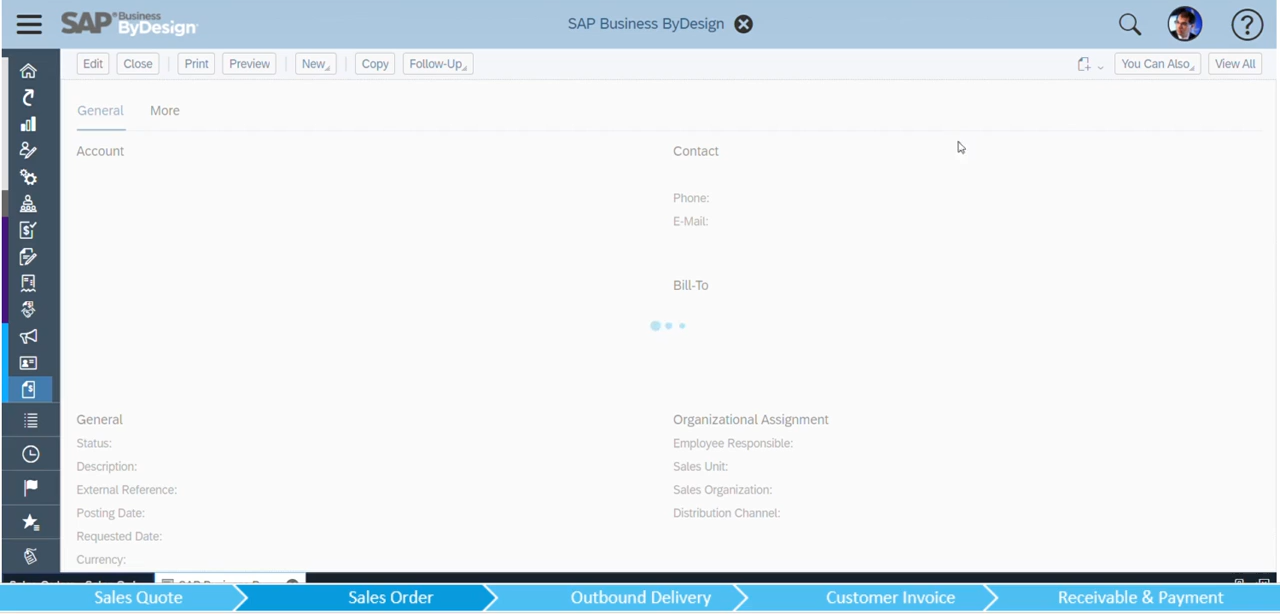 SAP Business ByDesign
SAP Business ByDesign
Edit Close Print Preview New Copy Follow-Up You Can Also View All
General More
Account Contact
Phone:
E-Mail:
Bill-To
General Organizational Assignment
Status: Employee Responsible:
Description: Sales Unit:
External Reference: Sales Organization:
Posting Date: Distribution Channel:
Requested Date:
Currency:
Sales Quote Sales Order Outbound Delivery Customer Invoice Receivable & Payment